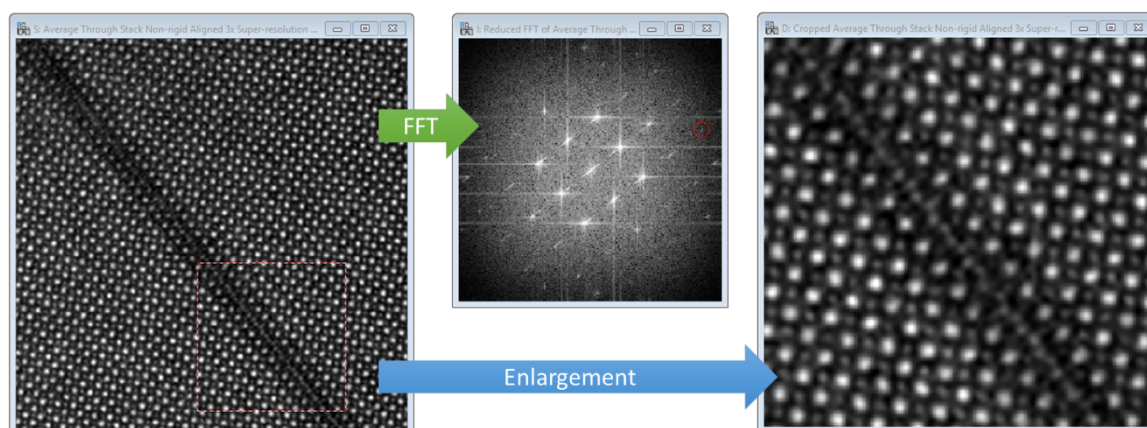 S: Average Through Stack Non-rigid Aligned 3x Super-resolution ...
I: Reduced FFT of Average Through ...
D: Cropped Average Through Stack Non-rigid Aligned 3x Super-r...
FFT
Enlargement